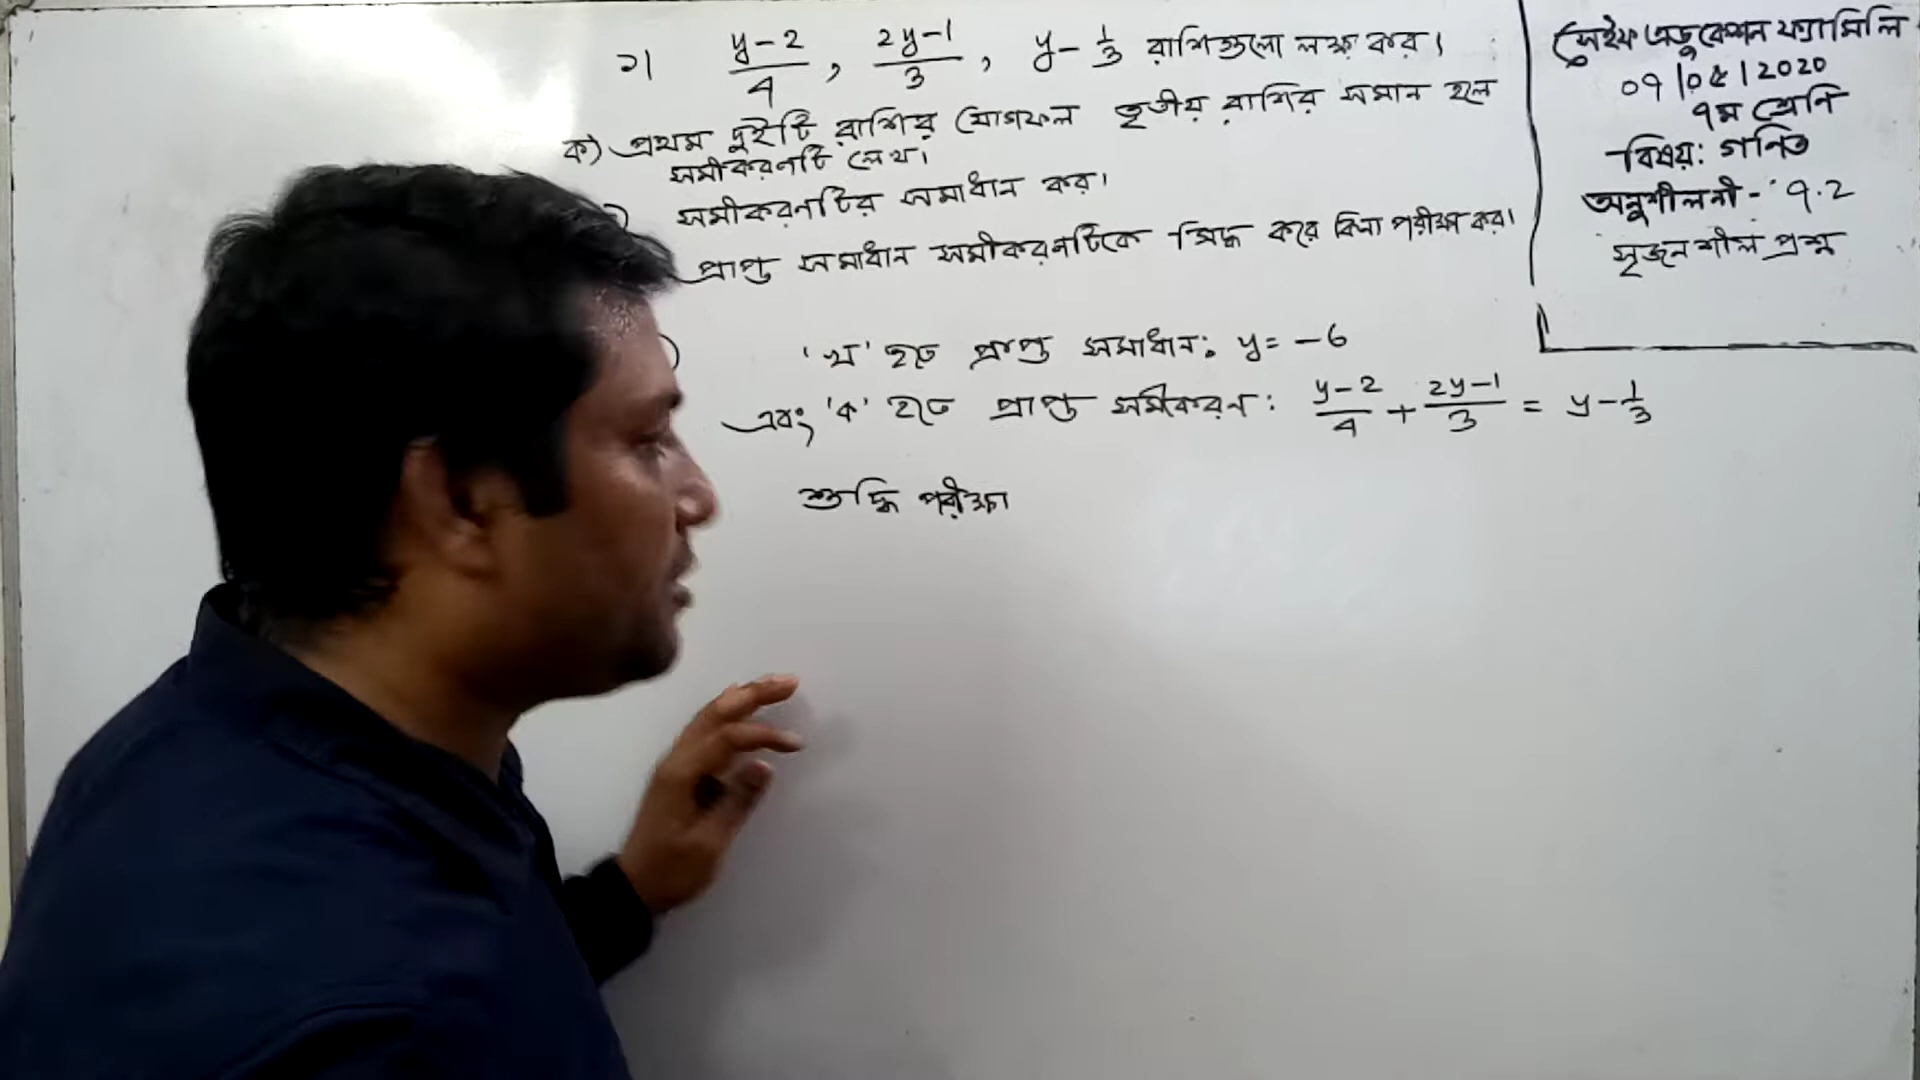 ২। y-2/4 , 2y-1/3 , y - 1/3 রাশিগুলো লক্ষ্য কর।
ক) প্রথম দুইটি রাশির যোগফল তৃতীয় রাশির সমান হলে
সমীকরণটি লেখ।
সমীকরণটির সমাধান কর।
প্রাপ্ত সমাধান সমীকরণটিকে সিদ্ধ করে কিনা পরীক্ষা কর।
'খ' হতে প্রাপ্ত সমাধান: y = -6
এবং 'ক' হতে প্রাপ্ত সমীকরণ: y-2/4 + 2y-1/3 = y - 1/3
শুদ্ধি পরীক্ষা
এডুকেশন ফ্যামিলি
০৭/০৫/২০২০
৭ম শ্রেণি
বিষয়: গণিত
অনুশীলনী - ৭.২
সৃজনশীল প্রশ্ন